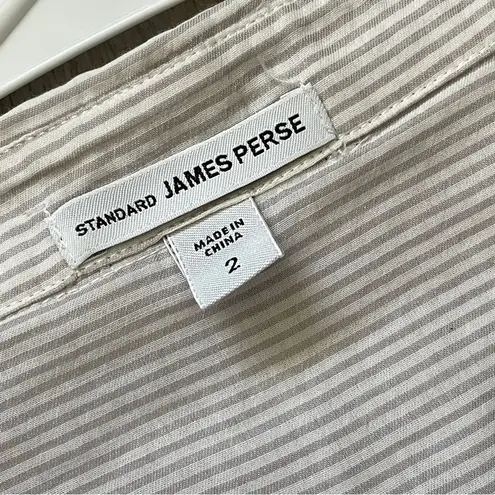 STANDARD JAMES PERSE
MADE IN
CHINA
2